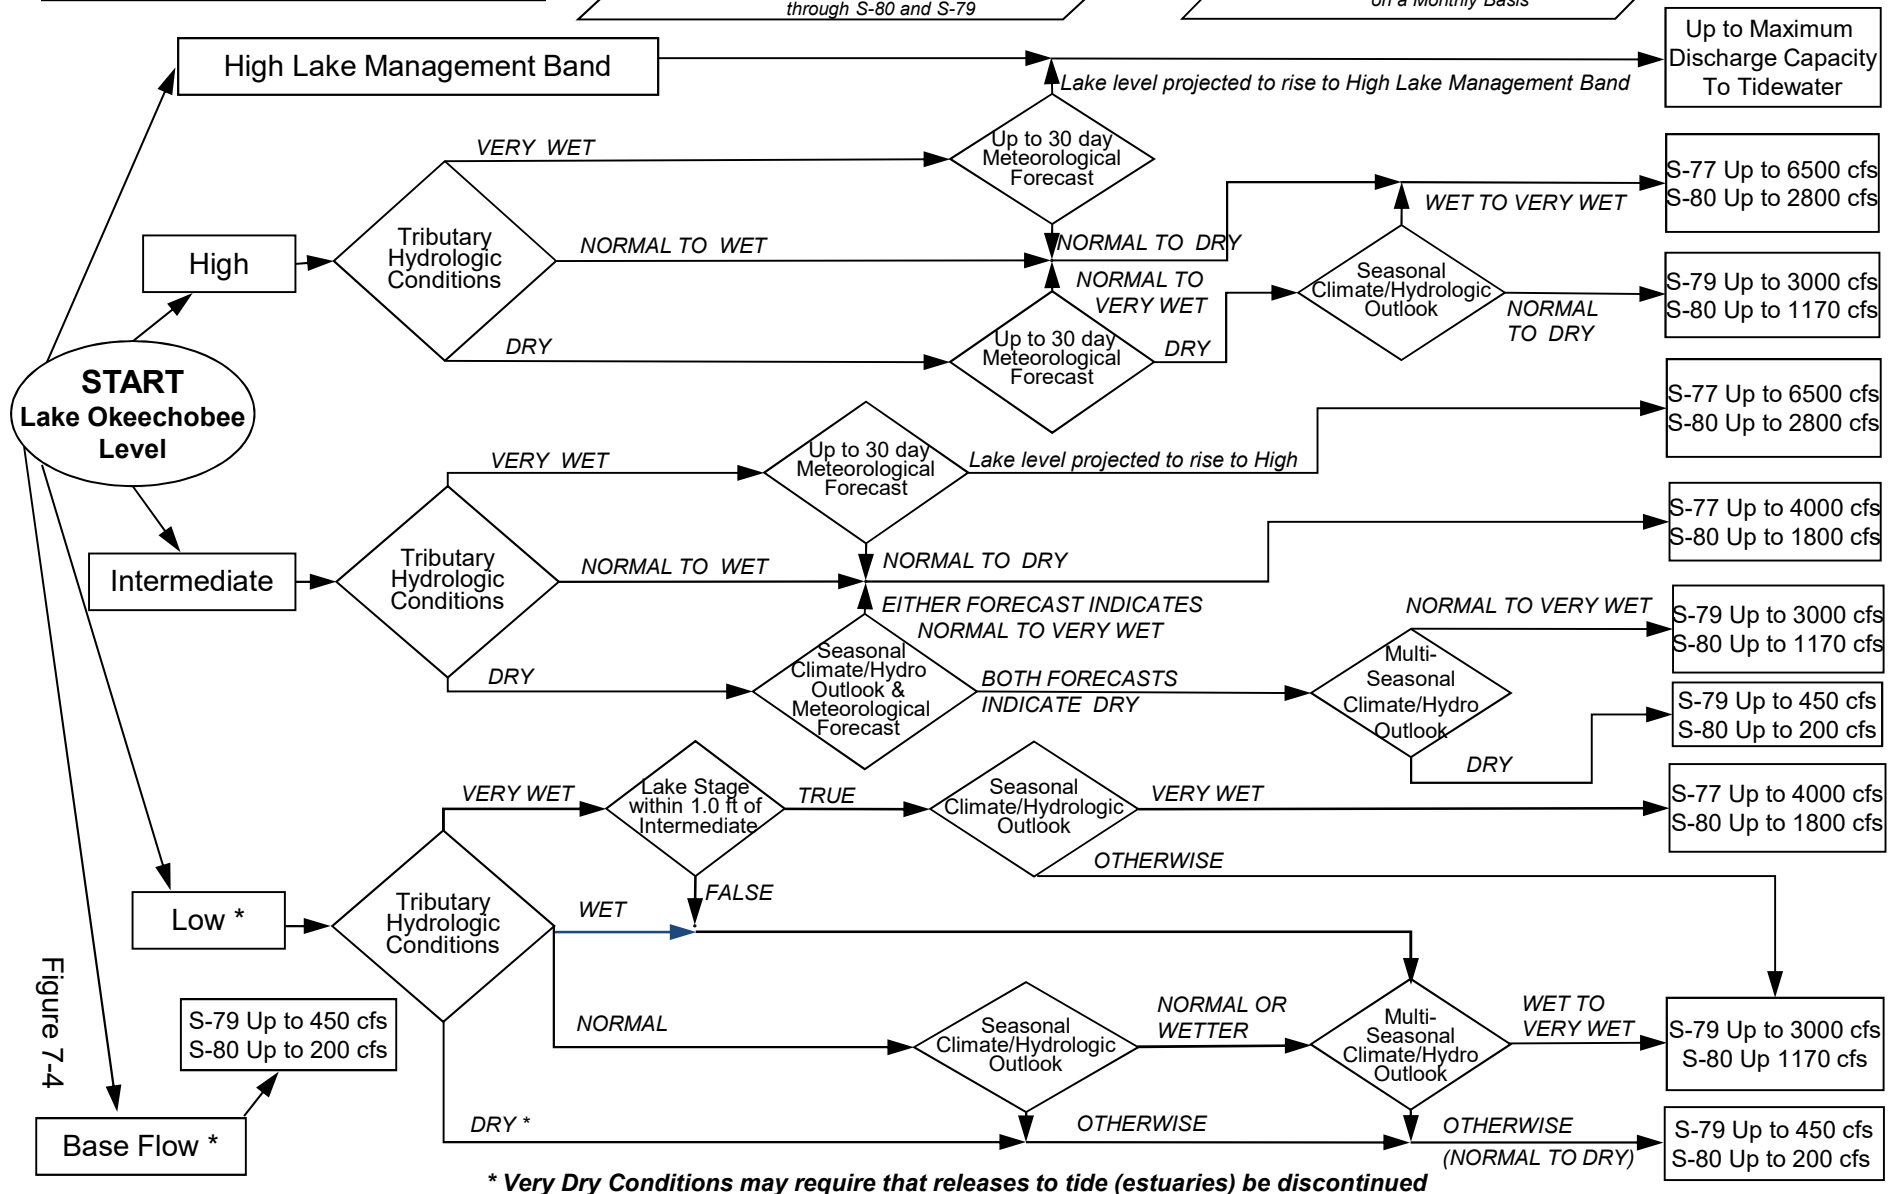 through S-80 and S-79
on a Monthly Basis
High Lake Management Band
Lake level projected to rise to High Lake Management Band
Up to Maximum
Discharge Capacity
To Tidewater
High
Tributary
Hydrologic
Conditions
VERY WET
Up to 30 day
Meteorological
Forecast
NORMAL TO WET
NORMAL TO DRY
NORMAL TO
VERY WET
DRY
Up to 30 day
Meteorological
Forecast
DRY
Seasonal
Climate/Hydrologic
Outlook
WET TO VERY WET
S-77 Up to 6500 cfs
S-80 Up to 2800 cfs
NORMAL
TO DRY
S-79 Up to 3000 cfs
S-80 Up to 1170 cfs
START
Lake Okeechobee
Level
Intermediate
Tributary
Hydrologic
Conditions
VERY WET
Up to 30 day
Meteorological
Forecast
Lake level projected to rise to High
S-77 Up to 6500 cfs
S-80 Up to 2800 cfs
NORMAL TO WET
NORMAL TO DRY
S-77 Up to 4000 cfs
S-80 Up to 1800 cfs
EITHER FORECAST INDICATES
NORMAL TO VERY WET
DRY
Seasonal
Climate/Hydro
Outlook &
Meteorological
Forecast
BOTH FORECASTS
INDICATE DRY
Multi-
Seasonal
Climate/Hydro
Outlook
NORMAL TO VERY WET
S-79 Up to 3000 cfs
S-80 Up to 1170 cfs
DRY
S-79 Up to 450 cfs
S-80 Up to 200 cfs
Low *
Tributary
Hydrologic
Conditions
VERY WET
Lake Stage
within 1.0 ft of
Intermediate
TRUE
Seasonal
Climate/Hydrologic
Outlook
VERY WET
S-77 Up to 4000 cfs
S-80 Up to 1800 cfs
OTHERWISE
FALSE
WET
NORMAL
Seasonal
Climate/Hydrologic
Outlook
NORMAL OR
WETTER
Multi-
Seasonal
Climate/Hydro
Outlook
WET TO
VERY WET
S-79 Up to 3000 cfs
S-80 Up 1170 cfs
DRY *
OTHERWISE
OTHERWISE
(NORMAL TO DRY)
S-79 Up to 450 cfs
S-80 Up to 200 cfs
Base Flow *
S-79 Up to 450 cfs
S-80 Up to 200 cfs
Figure 7-4
* Very Dry Conditions may require that releases to tide (estuaries) be discontinued